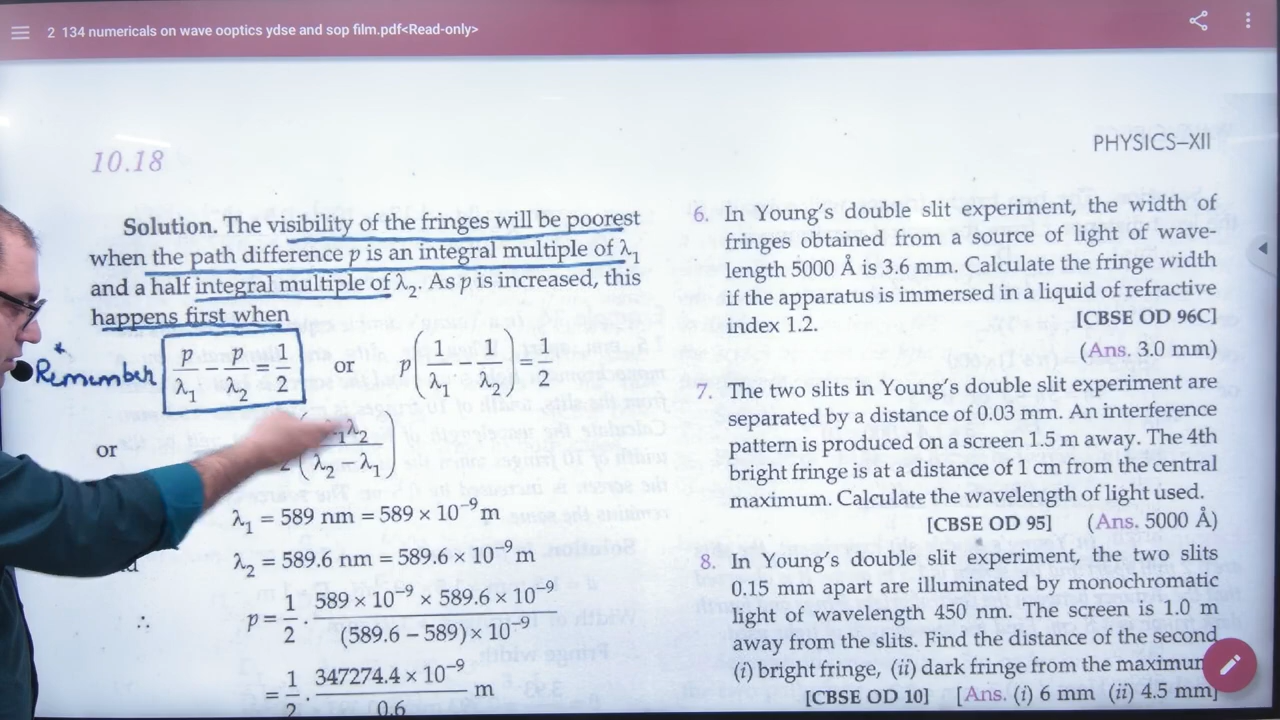 2 134 numericals on wave ooptics ydse and sop film.pdf<Read-only>
10.18
PHYSICS–XII
Solution. The visibility of the fringes will be poorest
when the path difference p is an integral multiple of λ₁
and a half integral multiple of λ₂. As p is increased, this
happens first when
Remember
p/λ₁ – p/λ₂ = 1/2 or p(1/λ₁ – 1/λ₂) = 1/2
or
2 ( λ₁λ₂ / λ₂ – λ₁ )
λ₁ = 589 nm = 589 × 10⁻⁹ m
λ₂ = 589.6 nm = 589.6 × 10⁻⁹ m
∴ p = 1/2 · 589 × 10⁻⁹ × 589.6 × 10⁻⁹ / (589.6 – 589) × 10⁻⁹
= 1/2 · 347274.4 × 10⁻⁹ / 0.6 m
6. In Young's double slit experiment, the width of
fringes obtained from a source of light of wave-
length 5000 Å is 3.6 mm. Calculate the fringe width
if the apparatus is immersed in a liquid of refractive
index 1.2. [CBSE OD 96C]
(Ans. 3.0 mm)
7. The two slits in Young's double slit experiment are
separated by a distance of 0.03 mm. An interference
pattern is produced on a screen 1.5 m away. The 4th
bright fringe is at a distance of 1 cm from the central
maximum. Calculate the wavelength of light used.
[CBSE OD 95] (Ans. 5000 Å)
8. In Young's double slit experiment, the two slits
0.15 mm apart are illuminated by monochromatic
light of wavelength 450 nm. The screen is 1.0 m
away from the slits. Find the distance of the second
(i) bright fringe, (ii) dark fringe from the maximum
[CBSE OD 10] [Ans. (i) 6 mm (ii) 4.5 mm]